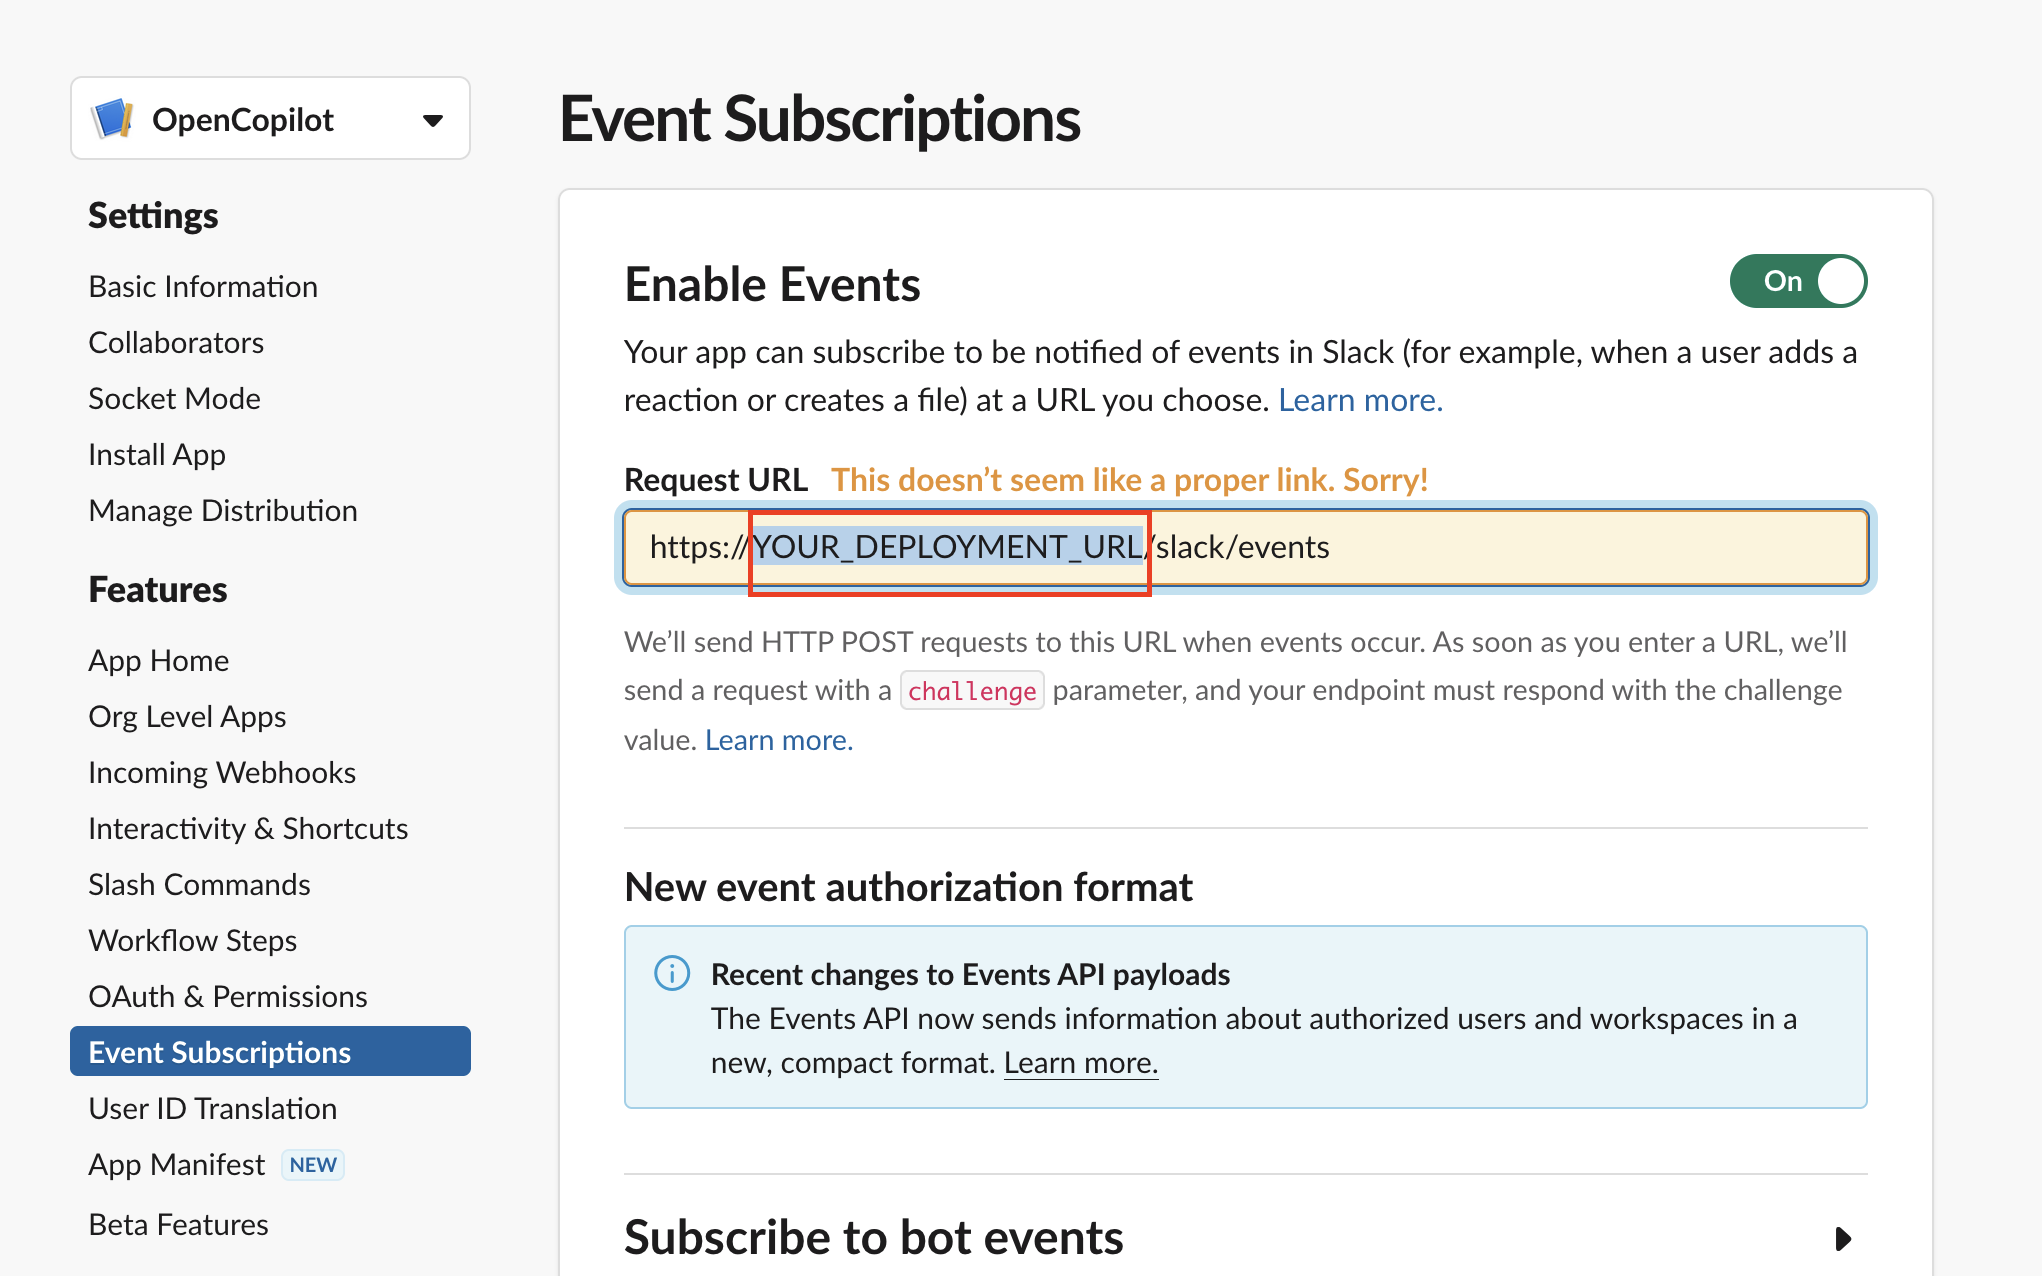 OpenCopilot
Settings
Basic Information
Collaborators
Socket Mode
Install App
Manage Distribution
Features
App Home
Org Level Apps
Incoming Webhooks
Interactivity & Shortcuts
Slash Commands
Workflow Steps
OAuth & Permissions
Event Subscriptions
User ID Translation
App Manifest NEW
Beta Features
Event Subscriptions
Enable Events
On
Your app can subscribe to be notified of events in Slack (for example, when a user adds a
reaction or creates a file) at a URL you choose. Learn more.
Request URL This doesn’t seem like a proper link. Sorry!
https://YOUR_DEPLOYMENT_URL/slack/events
We’ll send HTTP POST requests to this URL when events occur. As soon as you enter a URL, we’ll
send a request with a challenge parameter, and your endpoint must respond with the challenge
value. Learn more.
New event authorization format
Recent changes to Events API payloads
The Events API now sends information about authorized users and workspaces in a
new, compact format. Learn more.
Subscribe to bot events